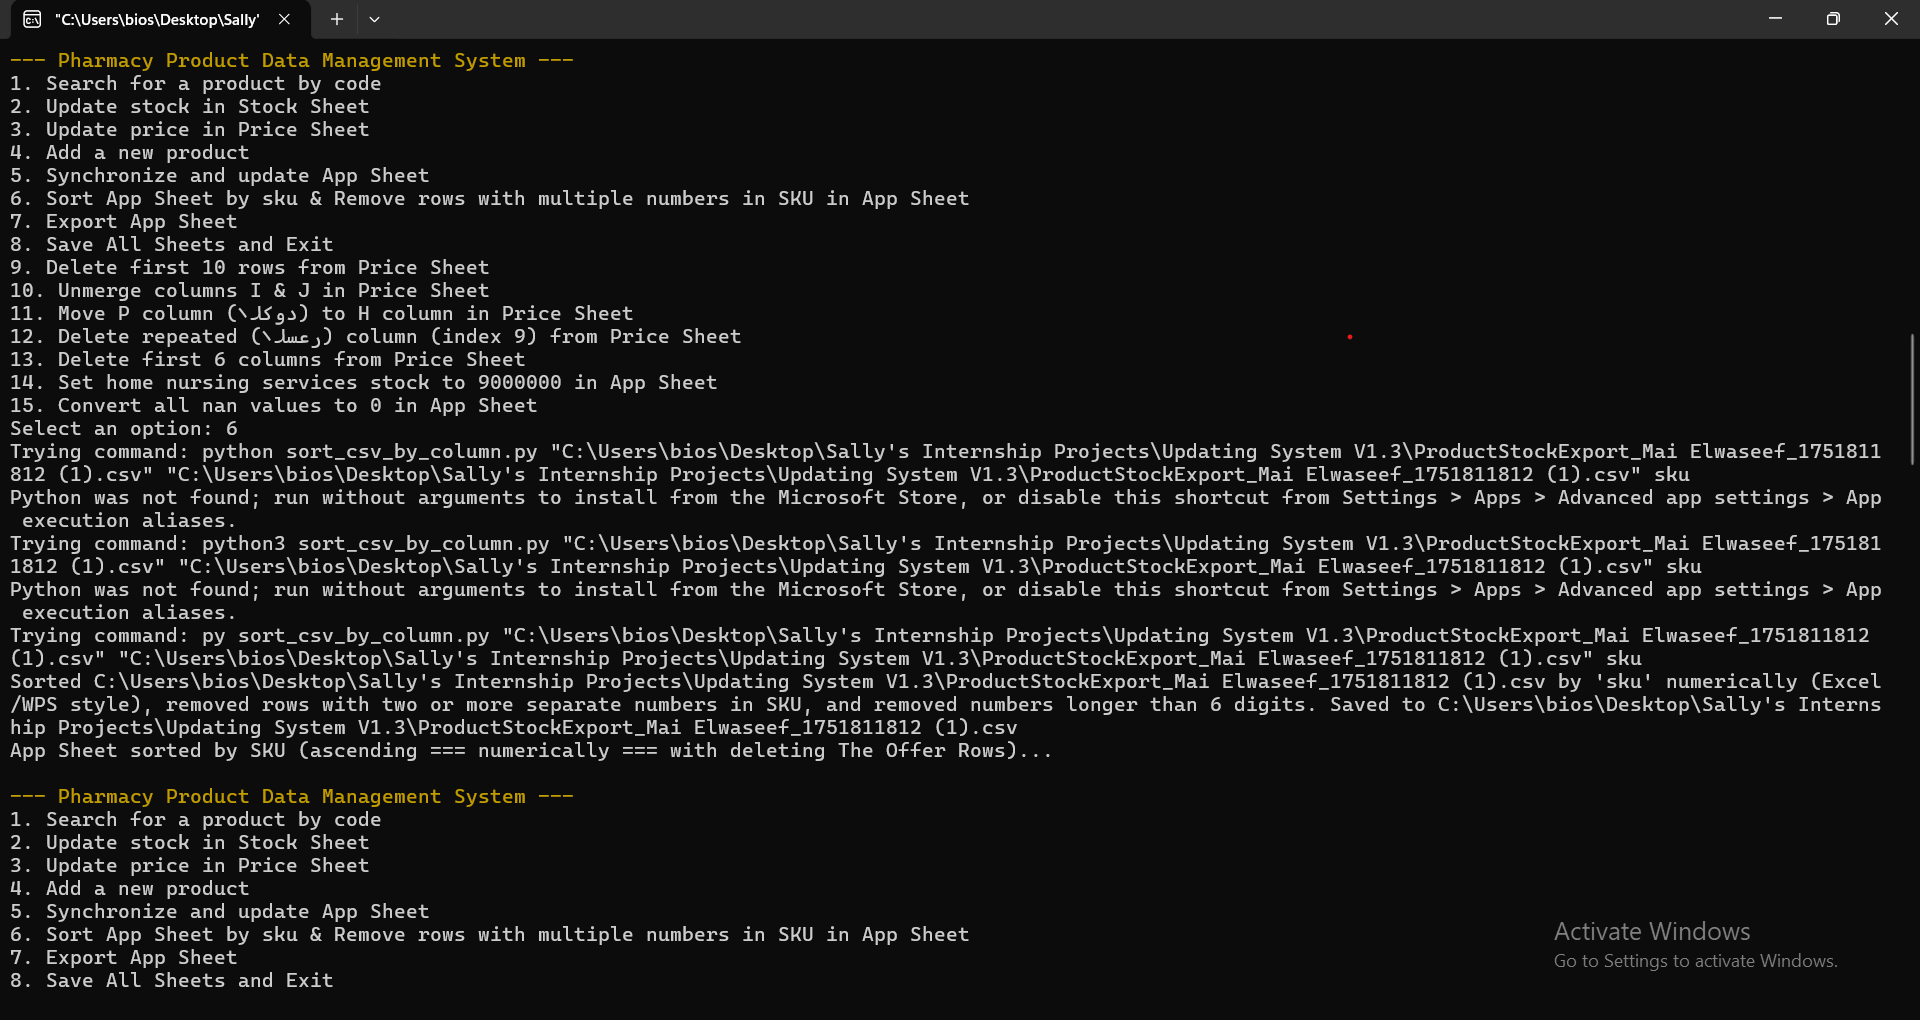 "C:\Users\bios\Desktop\Sally'
--- Pharmacy Product Data Management System ---
1. Search for a product by code
2. Update stock in Stock Sheet
3. Update price in Price Sheet
4. Add a new product
5. Synchronize and update App Sheet
6. Sort App Sheet by sku & Remove rows with multiple numbers in SKU in App Sheet
7. Export App Sheet
8. Save All Sheets and Exit
9. Delete first 10 rows from Price Sheet
10. Unmerge columns I & J in Price Sheet
11. Move P column (الكود) to H column in Price Sheet
12. Delete repeated (السعر) column (index 9) from Price Sheet
13. Delete first 6 columns from Price Sheet
14. Set home nursing services stock to 9000000 in App Sheet
15. Convert all nan values to 0 in App Sheet
Select an option: 6
Trying command: python sort_csv_by_column.py "C:\Users\bios\Desktop\Sally's Internship Projects\Updating System V1.3\ProductStockExport_Mai Elwaseef_1751811
812 (1).csv" "C:\Users\bios\Desktop\Sally's Internship Projects\Updating System V1.3\ProductStockExport_Mai Elwaseef_1751811812 (1).csv" sku
Python was not found; run without arguments to install from the Microsoft Store, or disable this shortcut from Settings > Apps > Advanced app settings > App
execution aliases.
Trying command: python3 sort_csv_by_column.py "C:\Users\bios\Desktop\Sally's Internship Projects\Updating System V1.3\ProductStockExport_Mai Elwaseef_175181
1812 (1).csv" "C:\Users\bios\Desktop\Sally's Internship Projects\Updating System V1.3\ProductStockExport_Mai Elwaseef_1751811812 (1).csv" sku
Python was not found; run without arguments to install from the Microsoft Store, or disable this shortcut from Settings > Apps > Advanced app settings > App
execution aliases.
Trying command: py sort_csv_by_column.py "C:\Users\bios\Desktop\Sally's Internship Projects\Updating System V1.3\ProductStockExport_Mai Elwaseef_1751811812
(1).csv" "C:\Users\bios\Desktop\Sally's Internship Projects\Updating System V1.3\ProductStockExport_Mai Elwaseef_1751811812 (1).csv" sku
Sorted C:\Users\bios\Desktop\Sally's Internship Projects\Updating System V1.3\ProductStockExport_Mai Elwaseef_1751811812 (1).csv by 'sku' numerically (Excel
/WPS style), removed rows with two or more separate numbers in SKU, and removed numbers longer than 6 digits. Saved to C:\Users\bios\Desktop\Sally's Interns
hip Projects\Updating System V1.3\ProductStockExport_Mai Elwaseef_1751811812 (1).csv
App Sheet sorted by SKU (ascending === numerically === with deleting The Offer Rows)...
--- Pharmacy Product Data Management System ---
1. Search for a product by code
2. Update stock in Stock Sheet
3. Update price in Price Sheet
4. Add a new product
5. Synchronize and update App Sheet
6. Sort App Sheet by sku & Remove rows with multiple numbers in SKU in App Sheet
7. Export App Sheet
8. Save All Sheets and Exit
Activate Windows
Go to Settings to activate Windows.